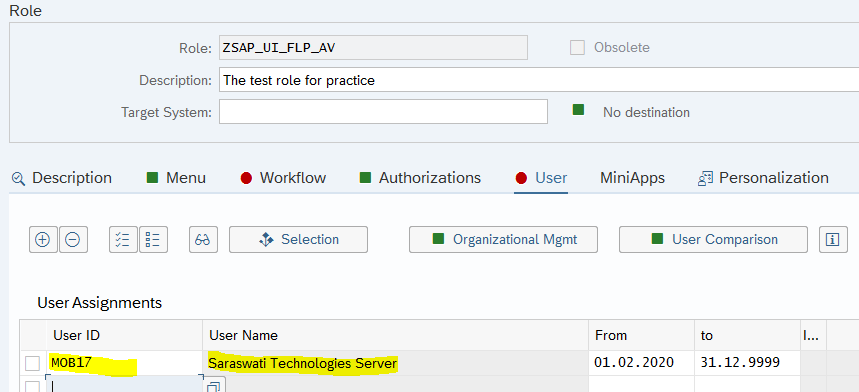 Role
Role: ZSAP_UI_FLP_AV Obsolete
Description: The test role for practice
Target System: No destination
Description Menu Workflow Authorizations User MiniApps Personalization
Selection Organizational Mgmt User Comparison
User Assignments
User ID User Name From to I...
MOB17 Saraswati Technologies Server 01.02.2020 31.12.9999